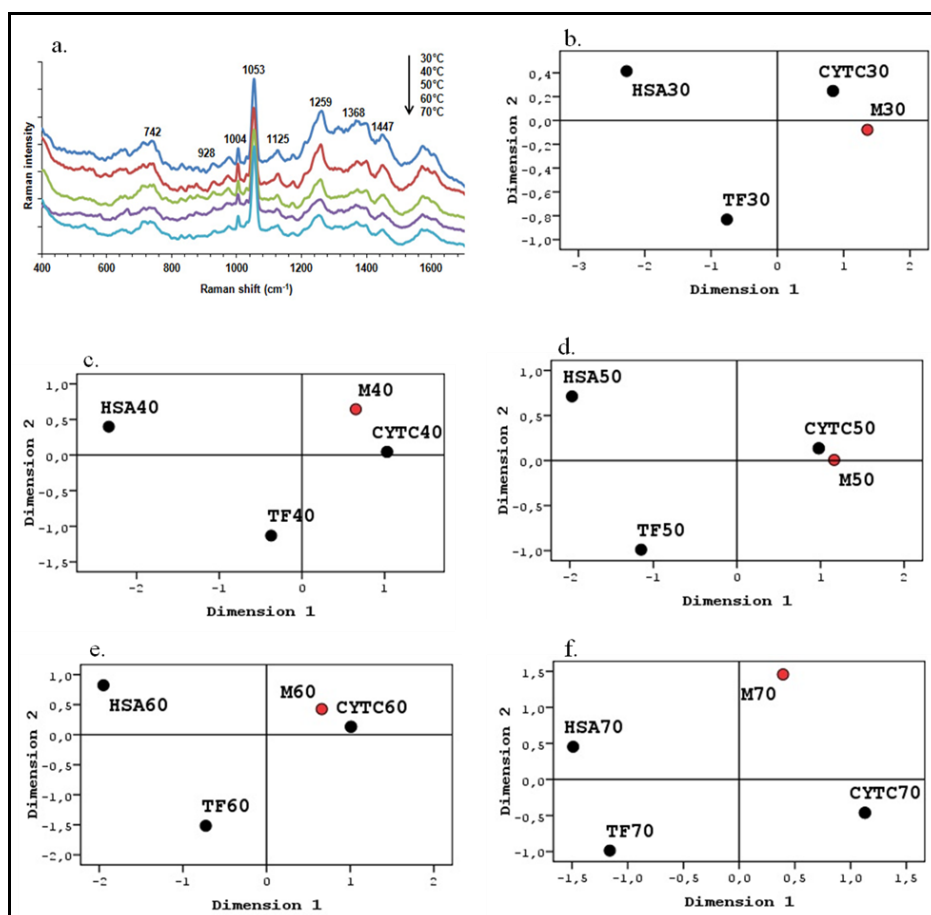 a.
30°C
40°C
50°C
60°C
70°C
1053
742
928
1004
1125
1259
1368
1447
Raman intensity
400
600
800
1000
1200
1400
1600
Raman shift (cm-1)
b.
HSA30
CYTC30
M30
TF30
0,4
0,2
0,0
-0,2
-0,4
-0,6
-0,8
-1,0
Dimension 2
-3
-2
-1
0
1
2
Dimension 1
c.
HSA40
M40
CYTC40
TF40
1,0
0,5
0,0
-0,5
-1,0
-1,5
Dimension 2
-2
-1
0
1
Dimension 1
d.
HSA50
CYTC50
M50
TF50
1,0
0,5
0,0
-0,5
-1,0
Dimension 2
-2
-1
0
1
2
Dimension 1
e.
HSA60
M60
CYTC60
TF60
1,0
0,5
0,0
-0,5
-1,0
-1,5
-2,0
Dimension 2
-2
-1
0
1
2
Dimension 1
f.
M70
HSA70
CYTC70
TF70
1,5
1,0
0,5
0,0
-0,5
-1,0
Dimension 2
-1,5
-1,0
-0,5
0,0
0,5
1,0
1,5
Dimension 1